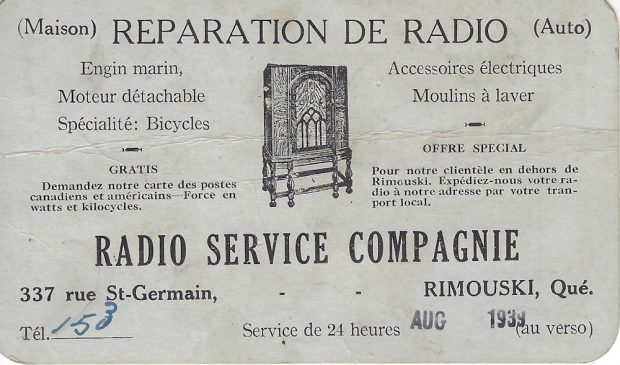 (Maison) REPARATION DE RADIO (Auto)
Engin marin,
Moteur détachable
Spécialité: Bicycles
Accessoires électriques
Moulins à laver
GRATIS
Demandez notre carte des postes
canadiens et américains—Force en
watts et kilocycles.
OFFRE SPECIAL
Pour notre clientèle en dehors de
Rimouski. Expédiez-nous votre ra-
dio à notre adresse par votre tran-
port local.
RADIO SERVICE COMPAGNIE
337 rue St-Germain, - - RIMOUSKI, Qué.
Tél. 153 Service de 24 heures AUG 1939 (au verso)